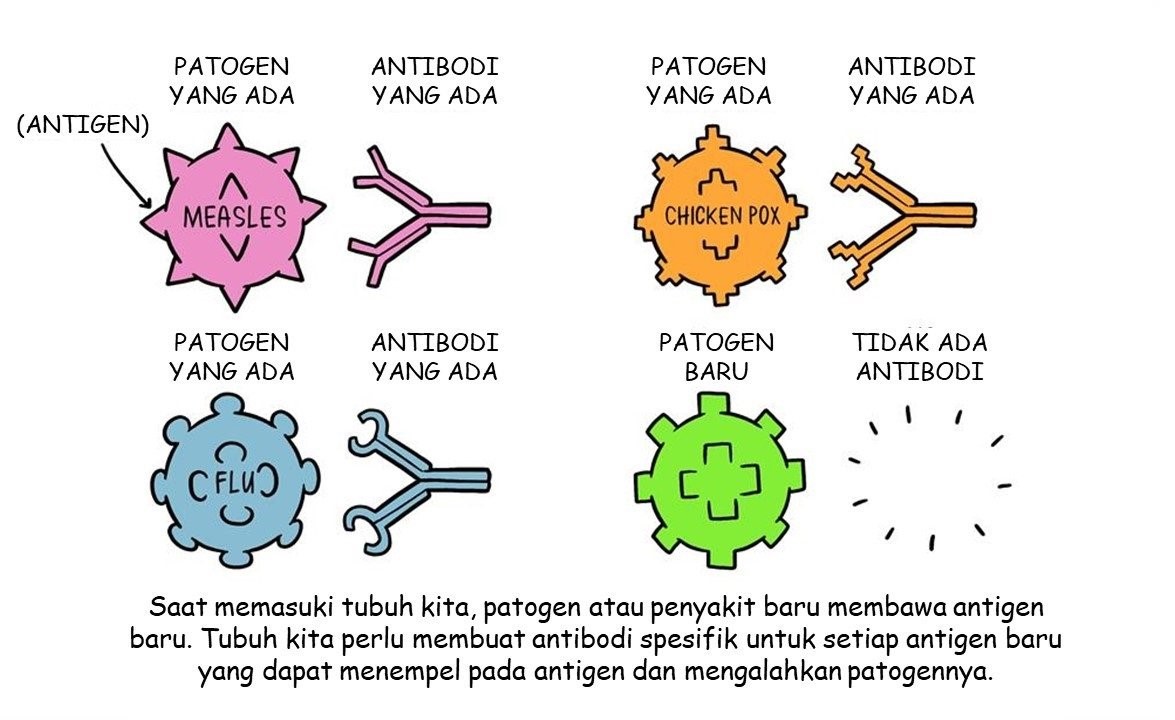 PATOGEN
YANG ADA
ANTIBODI
YANG ADA
PATOGEN
YANG ADA
ANTIBODI
YANG ADA
(ANTIGEN)
MEASLES
CHICKEN POX
PATOGEN
YANG ADA
ANTIBODI
YANG ADA
PATOGEN
BARU
TIDAK ADA
ANTIBODI
FLU
Saat memasuki tubuh kita, patogen atau penyakit baru membawa antigen
baru. Tubuh kita perlu membuat antibodi spesifik untuk setiap antigen baru
yang dapat menempel pada antigen dan mengalahkan patogennya.